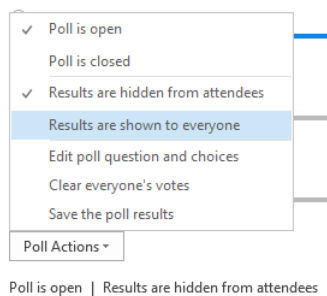 Poll is open
Poll is closed
Results are hidden from attendees
Results are shown to everyone
Edit poll question and choices
Clear everyone's votes
Save the poll results
Poll Actions
Poll is open | Results are hidden from attendees